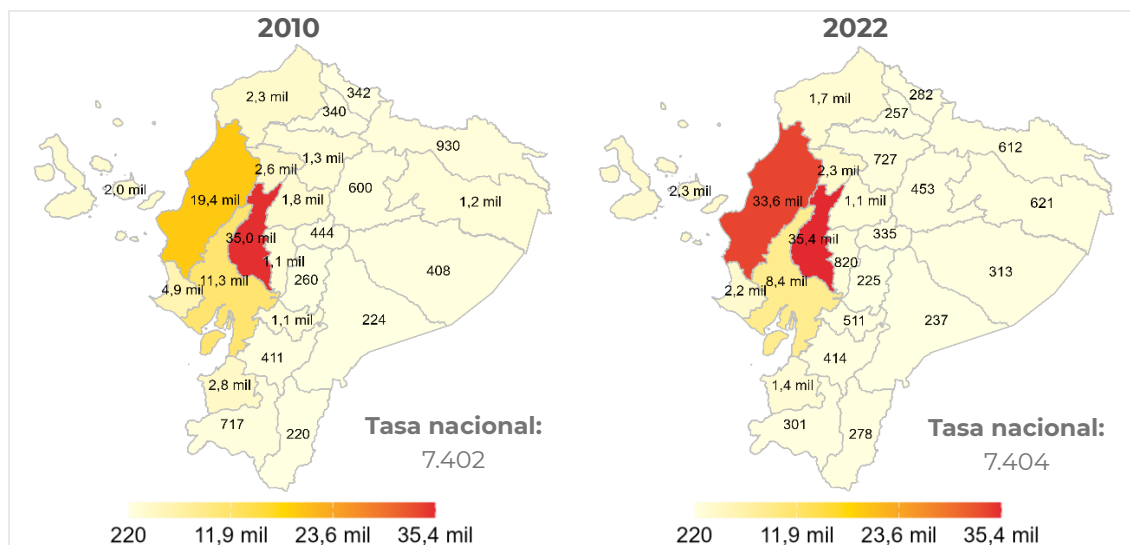 2010
2,3 mil
342
340
930
1,3 mil
2,6 mil
2,0 mil
600
19,4 mil
1,8 mil
1,2 mil
444
35,0 mil
1,1 mil
408
260
11,3 mil
4,9 mil
1,1 mil
224
411
2,8 mil
717
220
Tasa nacional:
7.402
220 11,9 mil 23,6 mil 35,4 mil
2022
1,7 mil
282
257
612
727
2,3 mil
2,3 mil
453
33,6 mil
1,1 mil
621
335
35,4 mil
820
313
225
8,4 mil
2,2 mil
511
237
414
1,4 mil
301
278
Tasa nacional:
7.404
220 11,9 mil 23,6 mil 35,4 mil